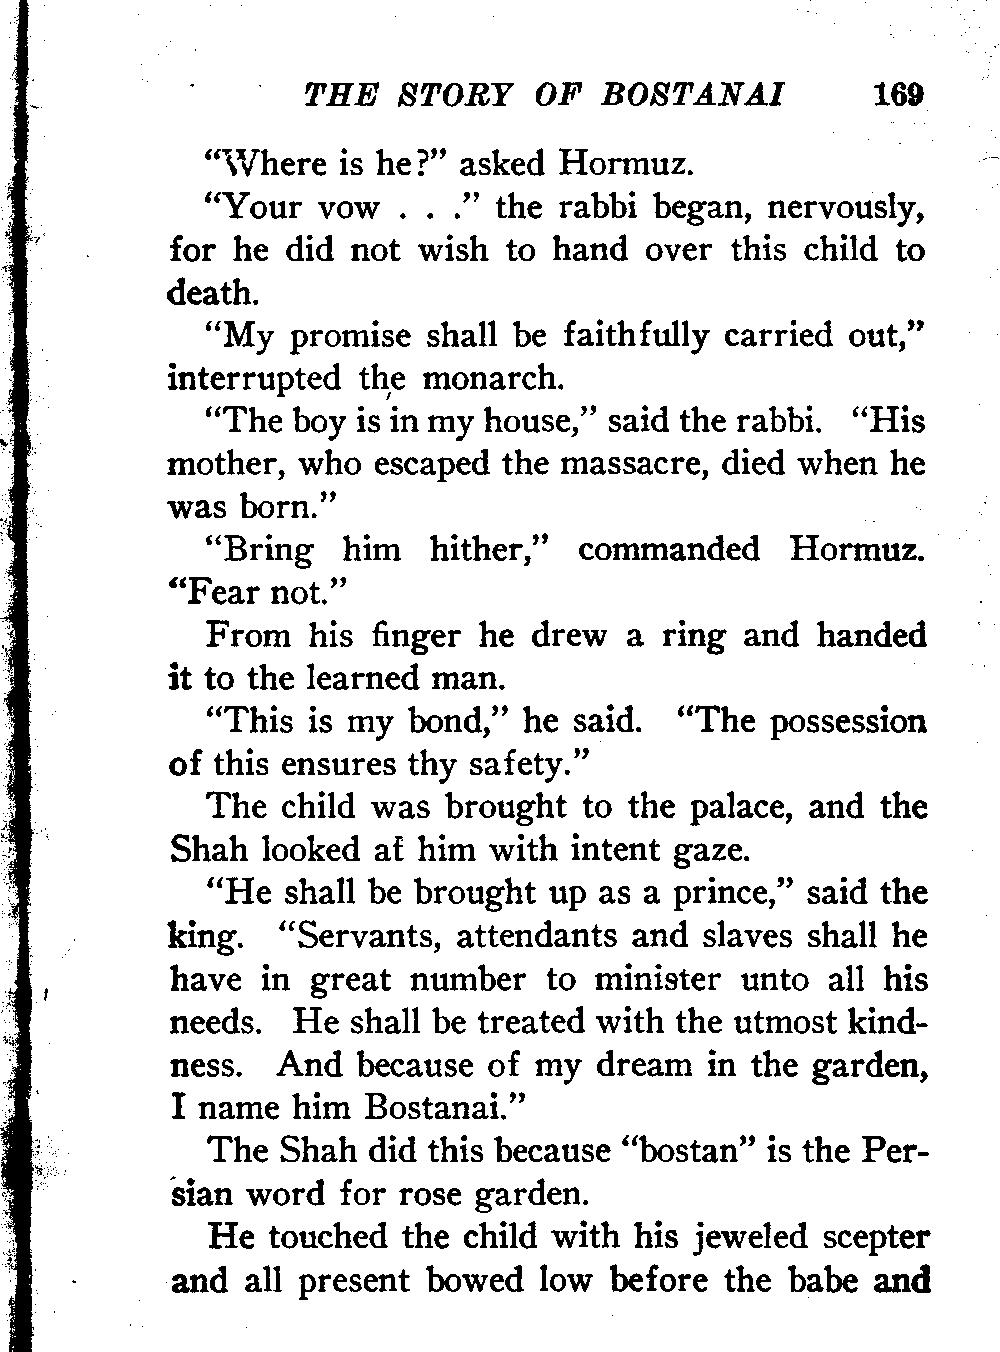 THE STORY OF BOSTANAI 169
“Where is he?” asked Hormuz.
“Your vow . . .” the rabbi began, nervously,
for he did not wish to hand over this child to
death.
“My promise shall be faithfully carried out,”
interrupted the monarch.
“The boy is in my house,” said the rabbi. “His
mother, who escaped the massacre, died when he
was born.”
“Bring him hither,” commanded Hormuz.
“Fear not.”
From his finger he drew a ring and handed
it to the learned man.
“This is my bond,” he said. “The possession
of this ensures thy safety.”
The child was brought to the palace, and the
Shah looked at him with intent gaze.
“He shall be brought up as a prince,” said the
king. “Servants, attendants and slaves shall he
have in great number to minister unto all his
needs. He shall be treated with the utmost kind-
ness. And because of my dream in the garden,
I name him Bostanai.”
The Shah did this because “bostan” is the Per-
sian word for rose garden.
He touched the child with his jeweled scepter
and all present bowed low before the babe and